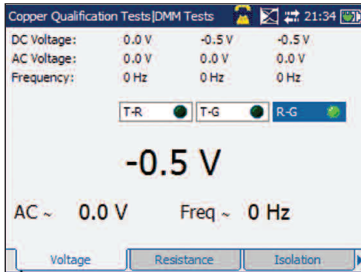 Copper Qualification Tests|DMM Tests 21:34
DC Voltage: 0.0 V -0.5 V -0.5 V
AC Voltage: 0.0 V 0.0 V 0.0 V
Frequency: 0 Hz 0 Hz 0 Hz
T-R T-G R-G
-0.5 V
AC ~ 0.0 V Freq ~ 0 Hz
Voltage Resistance Isolation